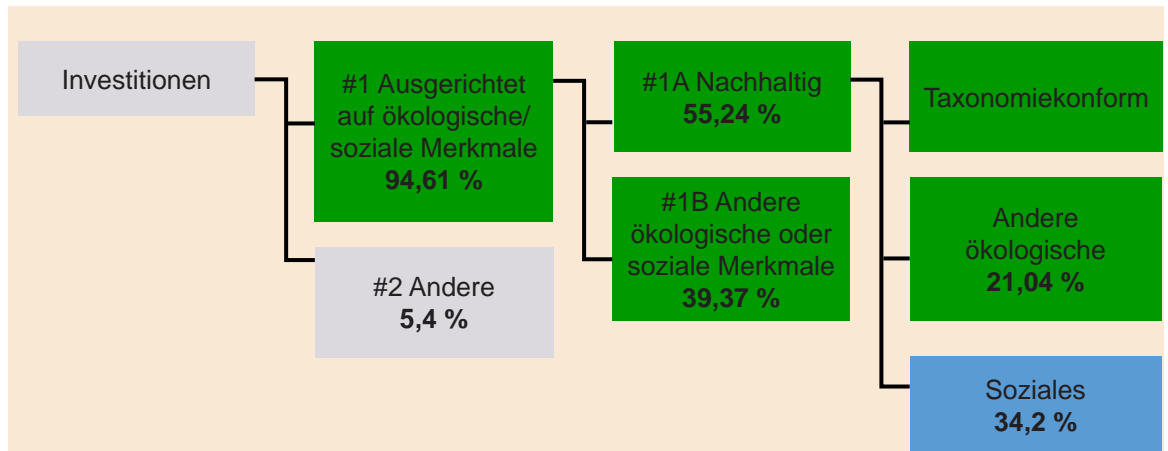 Investitionen
#1 Ausgerichtet
auf ökologische/
soziale Merkmale
94,61 %
#2 Andere
5,4 %
#1A Nachhaltig
55,24 %
#1B Andere
ökologische oder
soziale Merkmale
39,37 %
Taxonomiekonform
Andere
ökologische
21,04 %
Soziales
34,2 %